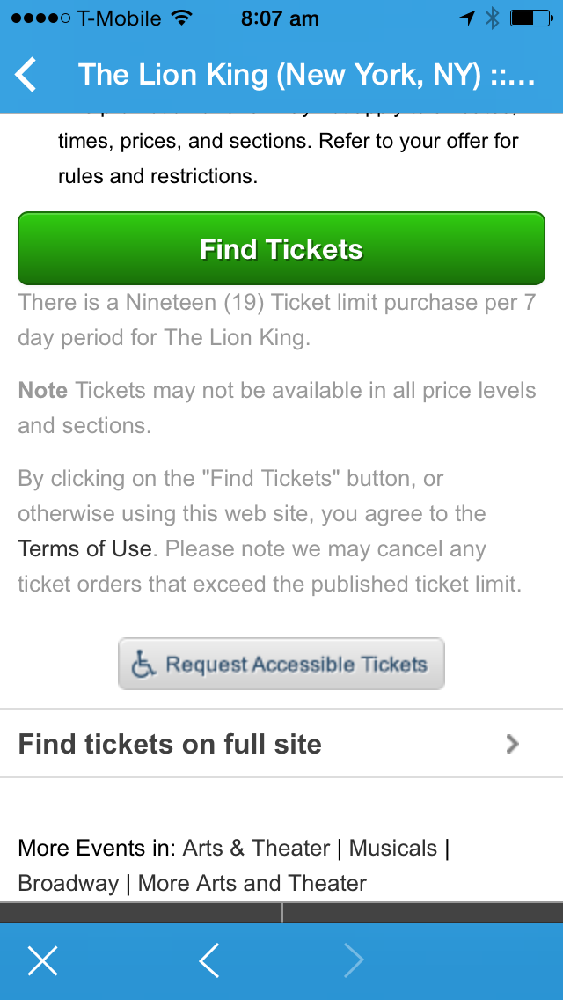 T-Mobile 8:07 am
The Lion King (New York, NY) ::...
times, prices, and sections. Refer to your offer for
rules and restrictions.
Find Tickets
There is a Nineteen (19) Ticket limit purchase per 7
day period for The Lion King.
Note Tickets may not be available in all price levels
and sections.
By clicking on the "Find Tickets" button, or
otherwise using this web site, you agree to the
Terms of Use. Please note we may cancel any
ticket orders that exceed the published ticket limit.
Request Accessible Tickets
Find tickets on full site
More Events in: Arts & Theater | Musicals |
Broadway | More Arts and Theater